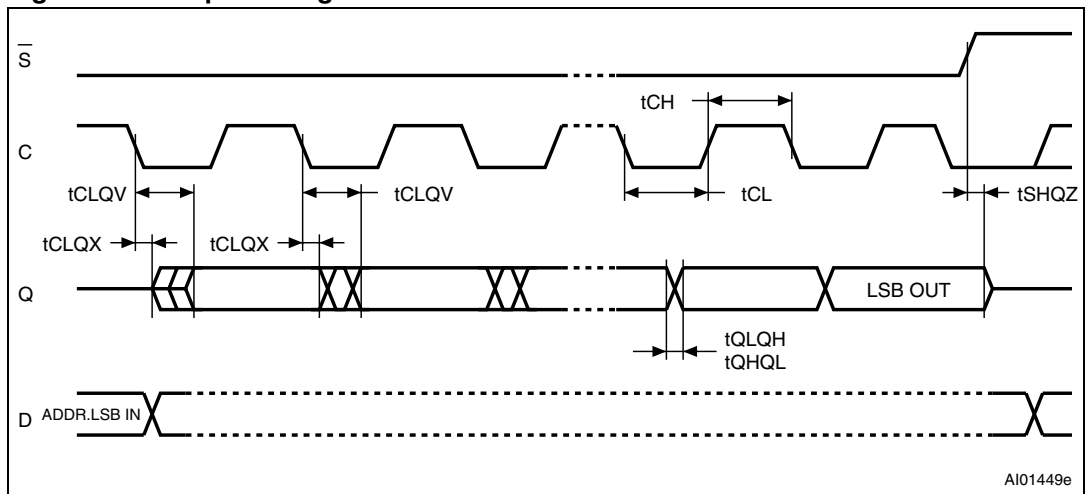 S
tCH
C
tCLQV
tCLQV
tCL
tSHQZ
tCLQX
tCLQX
Q
LSB OUT
tQLQH
tQHQL
D
ADDR.LSB IN
AI01449e